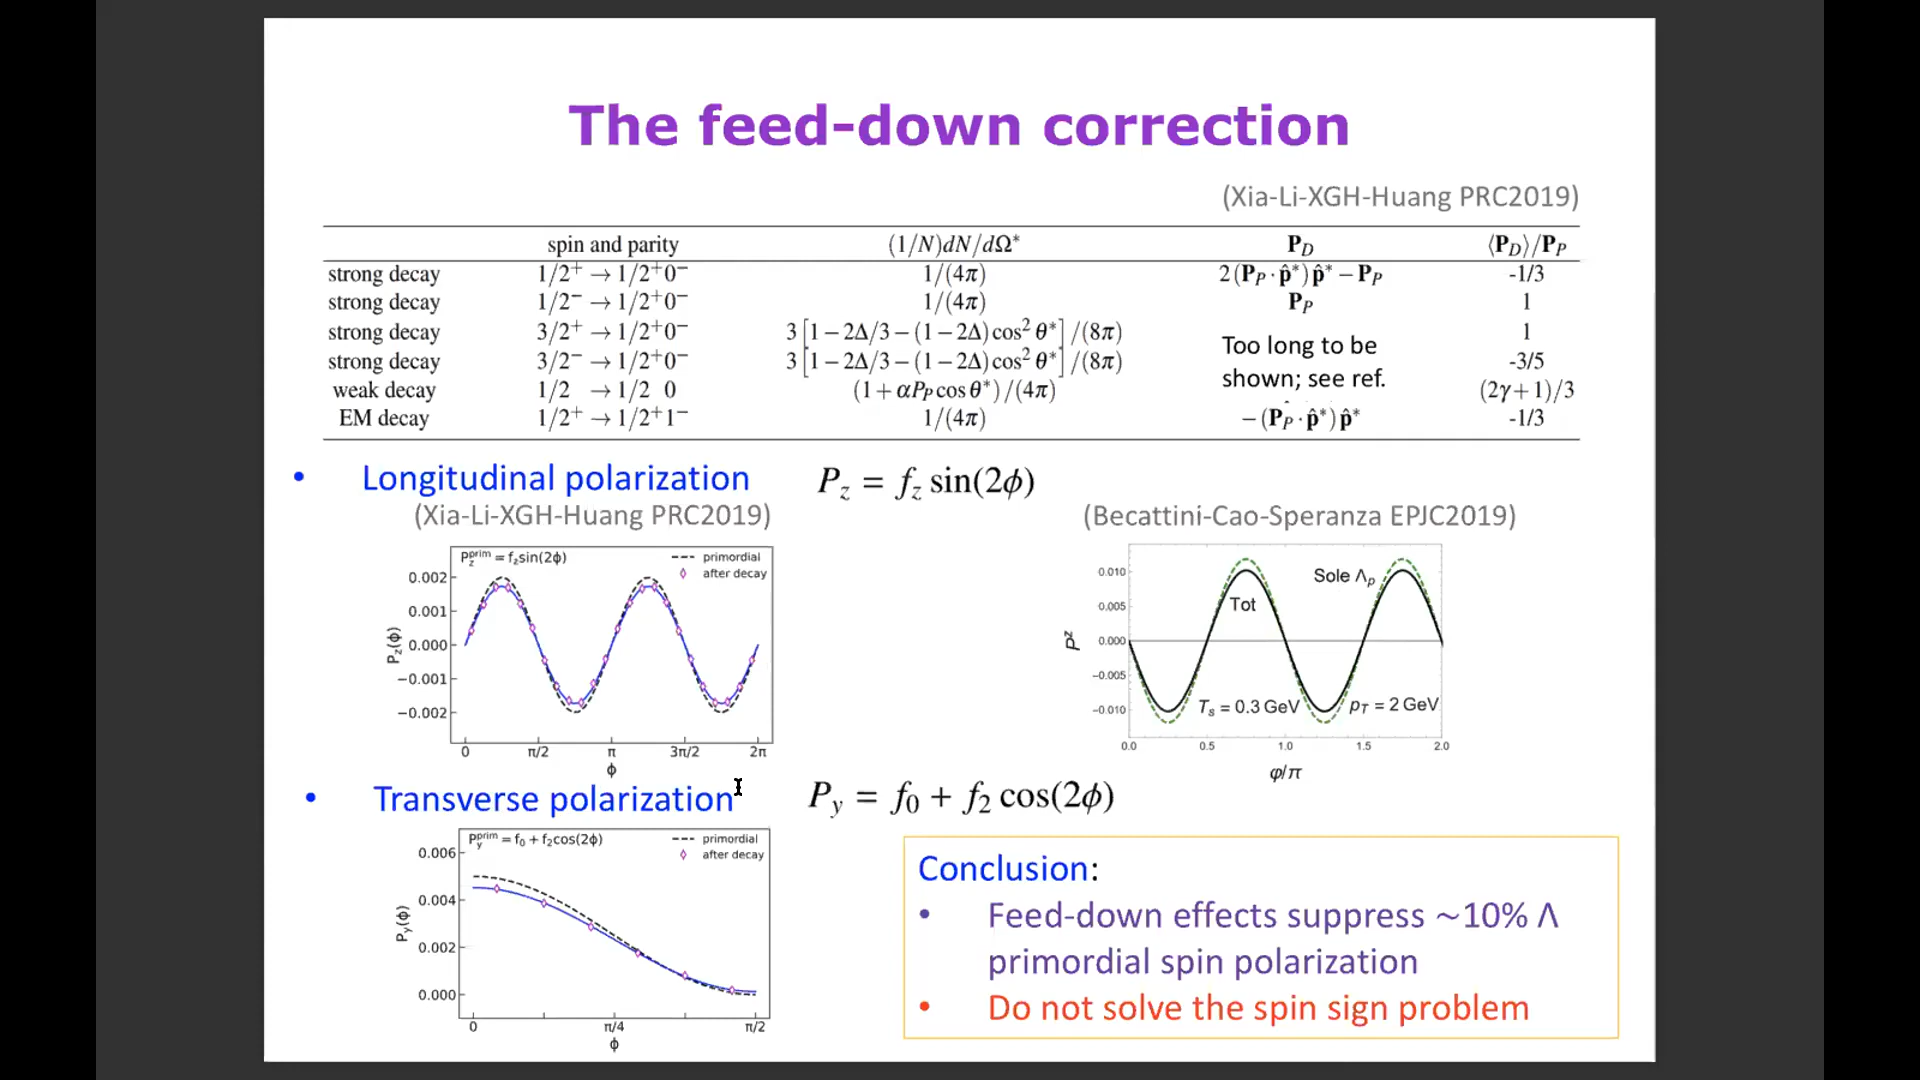 The feed-down correction
(Xia-Li-XGH-Huang PRC2019)
spin and parity (1/N)dN/dΩ* P_D ⟨P_D⟩/P_P
strong decay 1/2⁺ → 1/2⁺0⁻ 1/(4π) 2(P_P · p̂*)p̂* − P_P -1/3
strong decay 1/2⁻ → 1/2⁺0⁻ 1/(4π) P_P 1
strong decay 3/2⁺ → 1/2⁺0⁻ 3[1−2Δ/3−(1−2Δ)cos²θ*]/(8π) 1
strong decay 3/2⁻ → 1/2⁺0⁻ 3[1−2Δ/3−(1−2Δ)cos²θ*]/(8π) -3/5
Too long to be
shown; see ref.
weak decay 1/2 → 1/2 0 (1+αP_P cosθ*)/(4π) (2γ+1)/3
EM decay 1/2⁺ → 1/2⁺1⁻ 1/(4π) −(P_P · p̂*)p̂* -1/3
• Longitudinal polarization P_z = f_z sin(2ϕ)
(Xia-Li-XGH-Huang PRC2019)
P_z^prim = f_z sin(2ϕ)
primordial
after decay
0.002
0.001
0.000
−0.001
−0.002
P_z(ϕ)
0 π/2 π 3π/2 2π
ϕ
(Becattini-Cao-Speranza EPJC2019)
0.010
0.005
0.000
−0.005
−0.010
P^z
Sole Λ_p
Tot
T_s = 0.3 GeV p_T = 2 GeV
0.0 0.5 1.0 1.5 2.0
φ/π
• Transverse polarization P_y = f_0 + f_2 cos(2ϕ)
P_y^prim = f_0 + f_2cos(2ϕ)
primordial
after decay
0.006
0.004
0.002
0.000
P_y(ϕ)
0 π/4 π/2
ϕ
Conclusion:
• Feed-down effects suppress ~10% Λ
primordial spin polarization
• Do not solve the spin sign problem